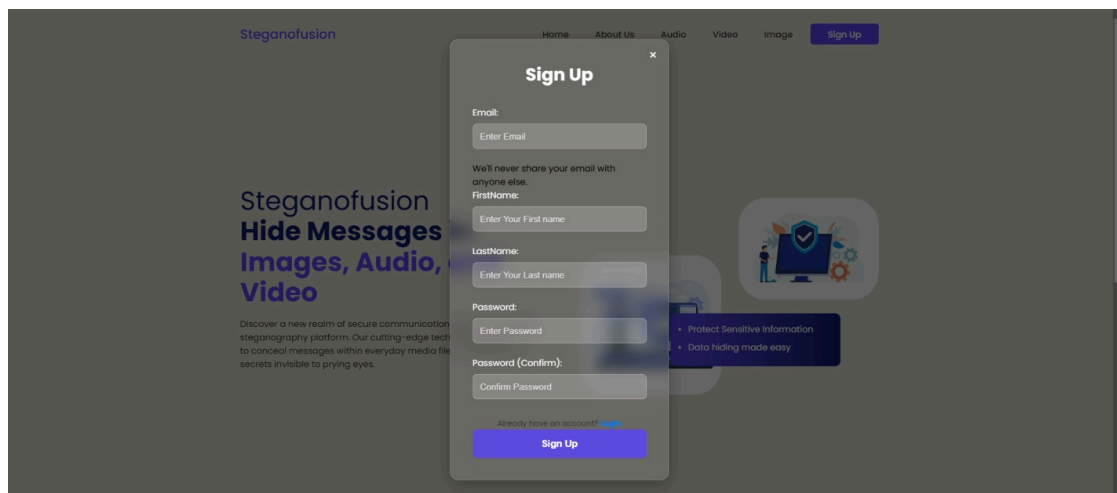 Steganofusion
Home About Us Audio Video Image Sign Up
×
Sign Up
Email:
Enter Email
We'll never share your email with
anyone else.
FirstName:
Enter Your First name
LastName:
Enter Your Last name
Password:
Enter Password
Password (Confirm):
Confirm Password
Already have an account? Login
Sign Up
Steganofusion
Hide Messages
Images, Audio,
Video
Discover a new realm of secure communication
steganography platform. Our cutting-edge tech
to conceal messages within everyday media file
secrets invisible to prying eyes.
• Protect Sensitive Information
• Data hiding made easy